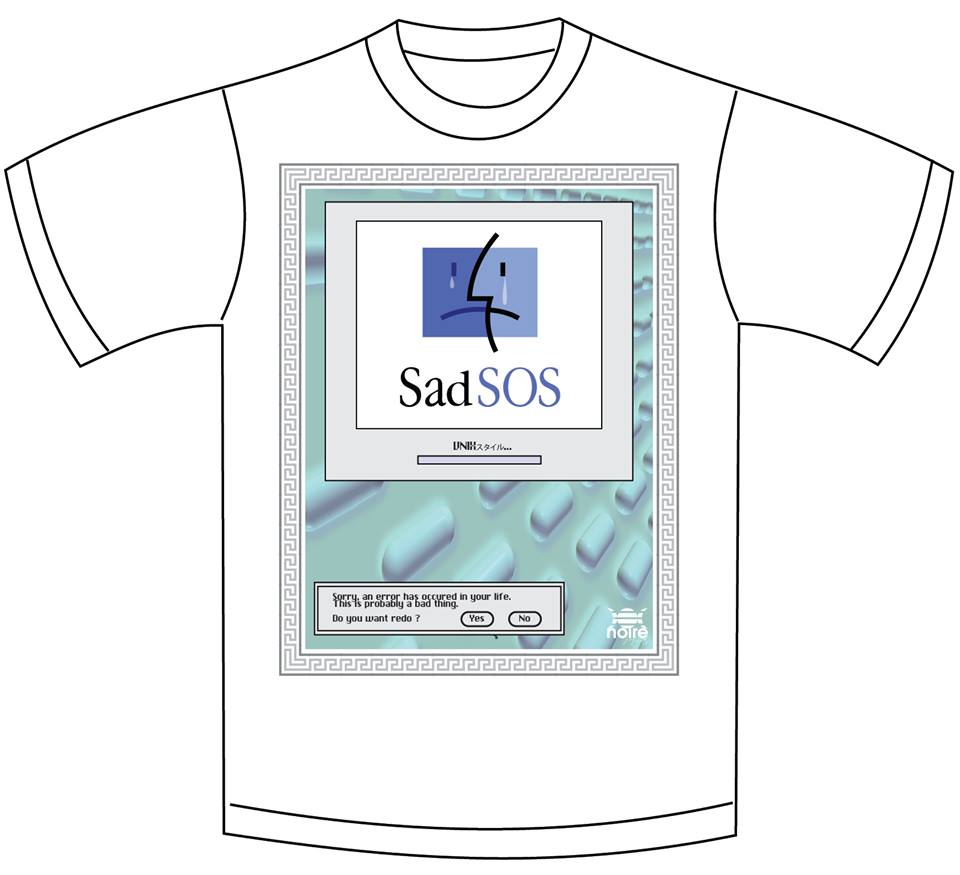 Sad SOS
UNIXスタイル...
Sorry, an error has occured in your life.
This is probably a bad thing.
Do you want redo ?
Yes
No
noirè